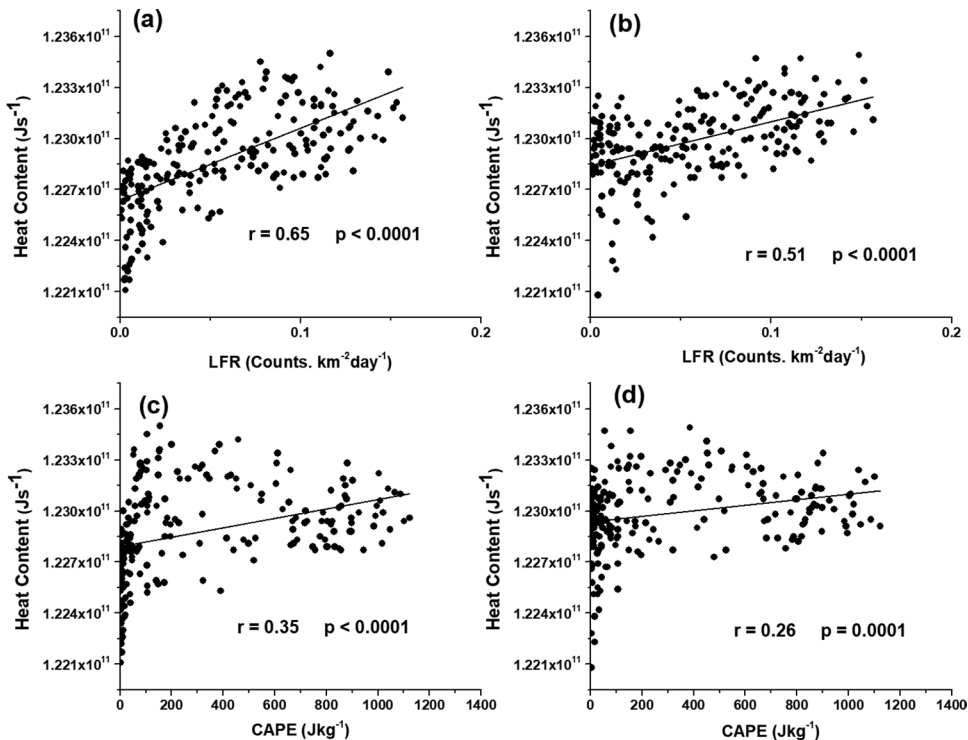 (a)
Heat Content (Js⁻¹)
1.236x10¹¹
1.233x10¹¹
1.230x10¹¹
1.227x10¹¹
1.224x10¹¹
1.221x10¹¹
r = 0.65 p < 0.0001
0.0 0.1 0.2
LFR (Counts. km⁻²day⁻¹)
(b)
Heat Content (Js⁻¹)
1.236x10¹¹
1.233x10¹¹
1.230x10¹¹
1.227x10¹¹
1.224x10¹¹
1.221x10¹¹
r = 0.51 p < 0.0001
0.0 0.1 0.2
LFR (Counts. km⁻²day⁻¹)
(c)
Heat Content (Js⁻¹)
1.236x10¹¹
1.233x10¹¹
1.230x10¹¹
1.227x10¹¹
1.224x10¹¹
1.221x10¹¹
r = 0.35 p < 0.0001
0 200 400 600 800 1000 1200 1400
CAPE (Jkg⁻¹)
(d)
Heat Content (Js⁻¹)
1.236x10¹¹
1.233x10¹¹
1.230x10¹¹
1.227x10¹¹
1.224x10¹¹
1.221x10¹¹
r = 0.26 p = 0.0001
0 200 400 600 800 1000 1200 1400
CAPE (Jkg⁻¹)